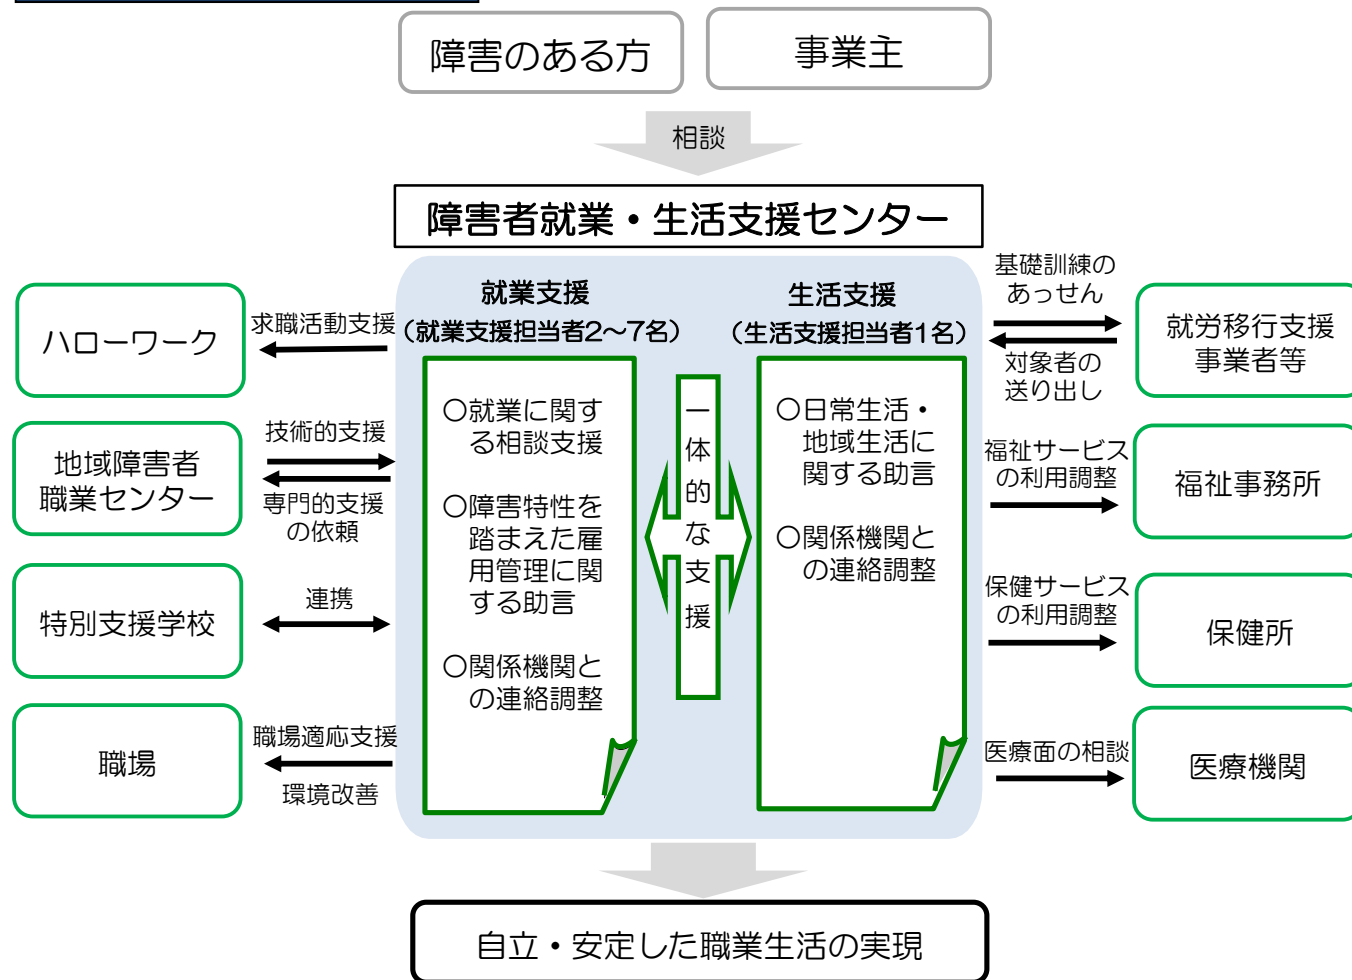 障害のある方
事業主
相談
障害者就業・生活支援センター
就業支援
（就業支援担当者2～7名）
生活支援
（生活支援担当者1名）
ハローワーク
求職活動支援
地域障害者
職業センター
技術的支援
専門的支援
の依頼
特別支援学校
連携
職場
職場適応支援
環境改善
○就業に関す
る相談支援
○障害特性を
踏まえた雇
用管理に関
する助言
○関係機関と
の連絡調整
一体的な支援
○日常生活・
地域生活に
関する助言
○関係機関と
の連絡調整
基礎訓練の
あっせん
対象者の
送り出し
就労移行支援
事業者等
福祉サービス
の利用調整
福祉事務所
保健サービス
の利用調整
保健所
医療面の相談
医療機関
自立・安定した職業生活の実現